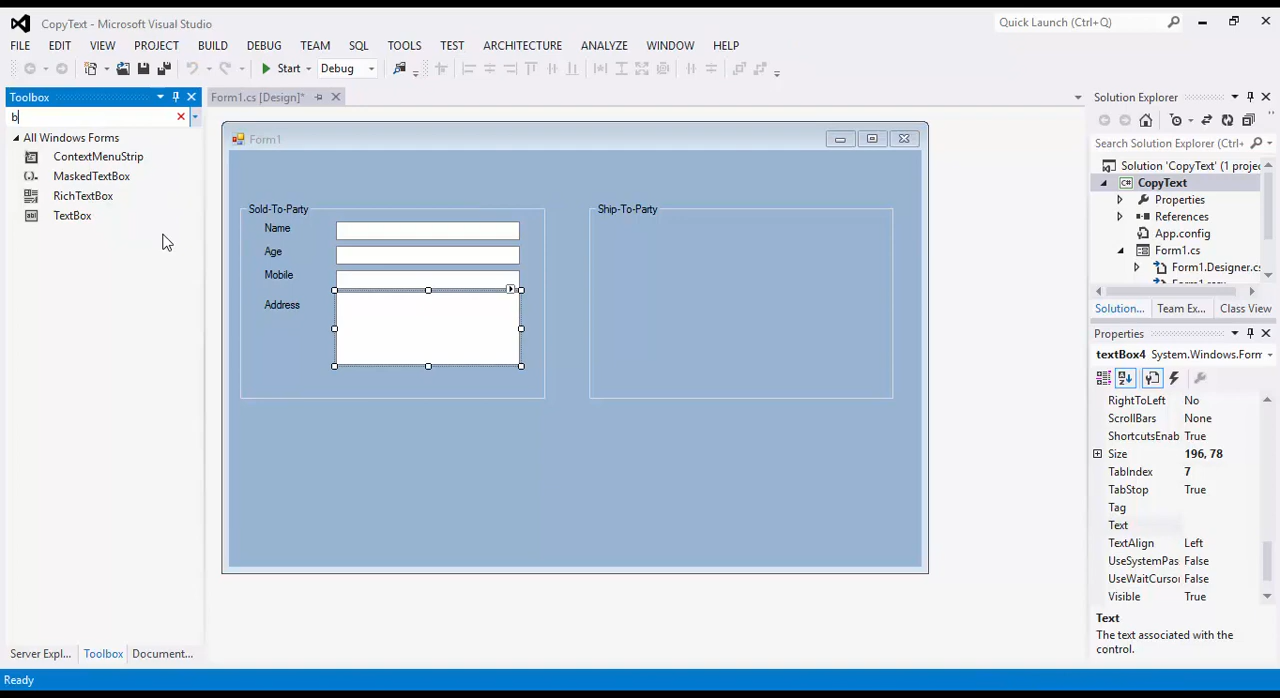 CopyText - Microsoft Visual Studio
Quick Launch (Ctrl+Q)
FILE EDIT VIEW PROJECT BUILD DEBUG TEAM SQL TOOLS TEST ARCHITECTURE ANALYZE WINDOW HELP
Start Debug
Toolbox
b
All Windows Forms
ContextMenuStrip
MaskedTextBox
RichTextBox
TextBox
Server Expl... Toolbox Document...
Form1.cs [Design]*
Form1
Sold-To-Party
Name
Age
Mobile
Address
Ship-To-Party
Solution Explorer
Search Solution Explorer (Ctrl+
Solution 'CopyText' (1 projec
C# CopyText
Properties
References
App.config
Form1.cs
Form1.Designer.cs
Solution... Team Ex... Class View
Properties
textBox4 System.Windows.Form
RightToLeft No
ScrollBars None
ShortcutsEnab True
Size 196, 78
TabIndex 7
TabStop True
Tag
Text
TextAlign Left
UseSystemPas False
UseWaitCursor False
Visible True
Text
The text associated with the
control.
Ready